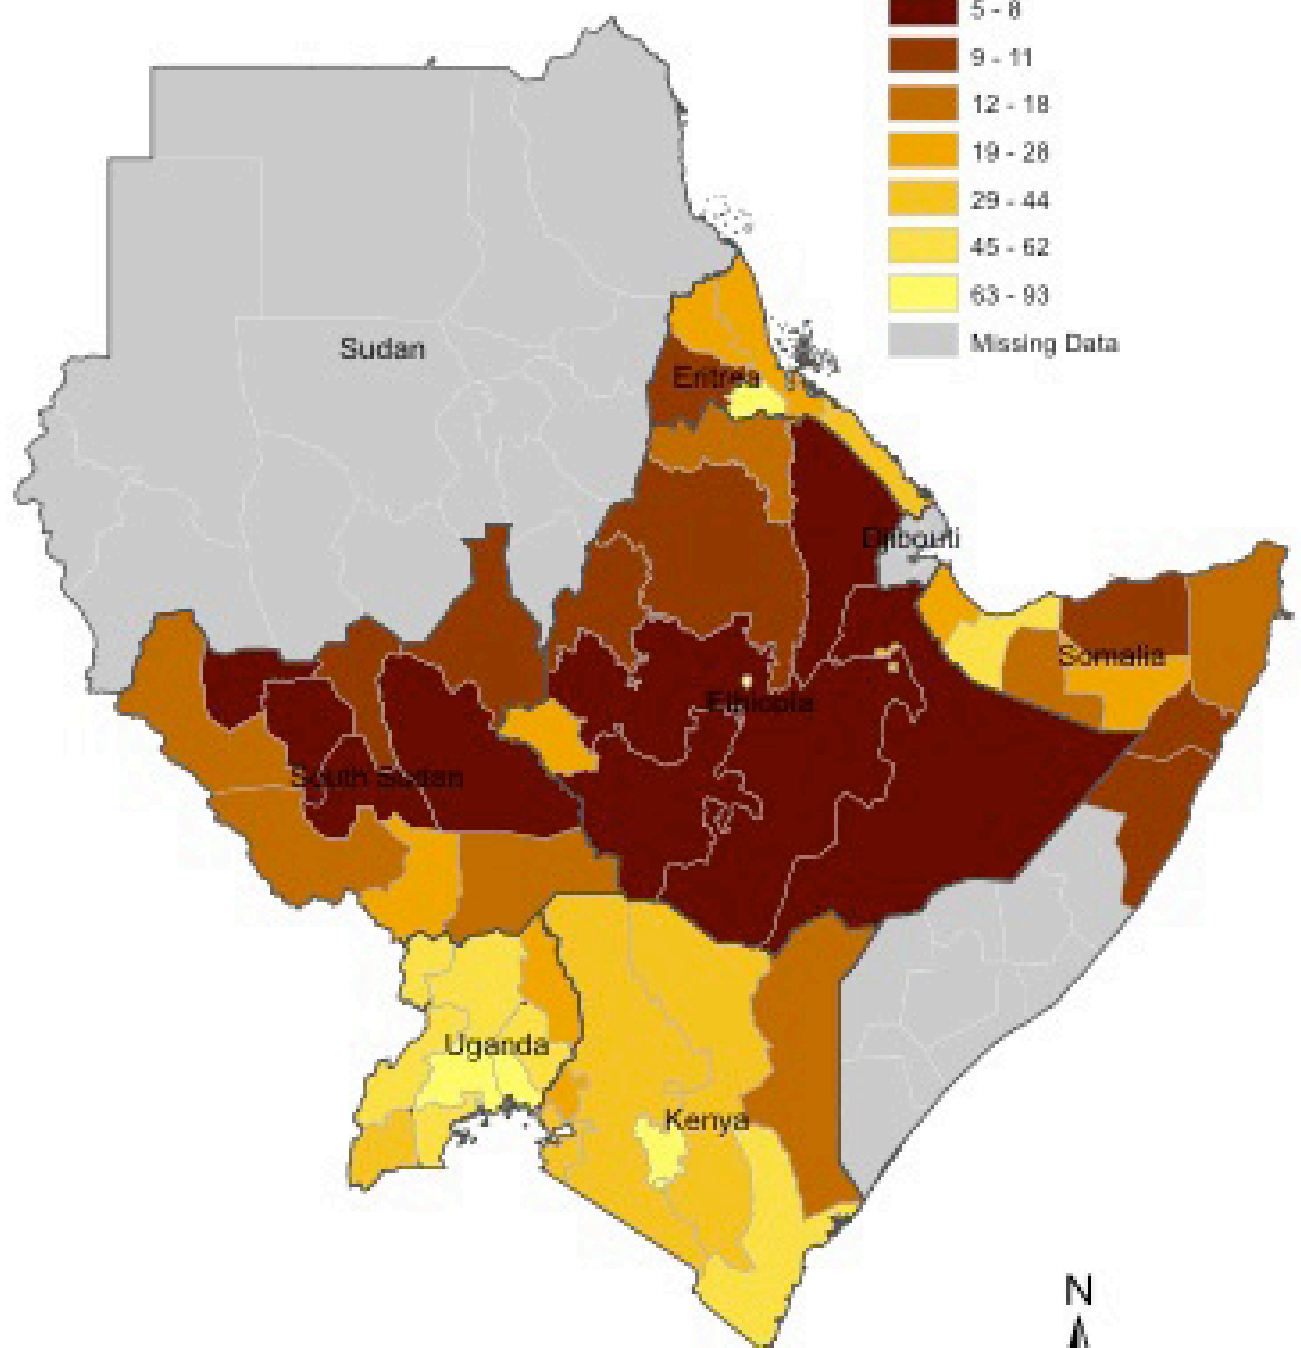 5 - 8
9 - 11
12 - 18
19 - 28
29 - 44
45 - 62
63 - 93
Missing Data
Sudan
Eritrea
Djibouti
Somalia
Ethiopia
South Sudan
Uganda
Kenya
N